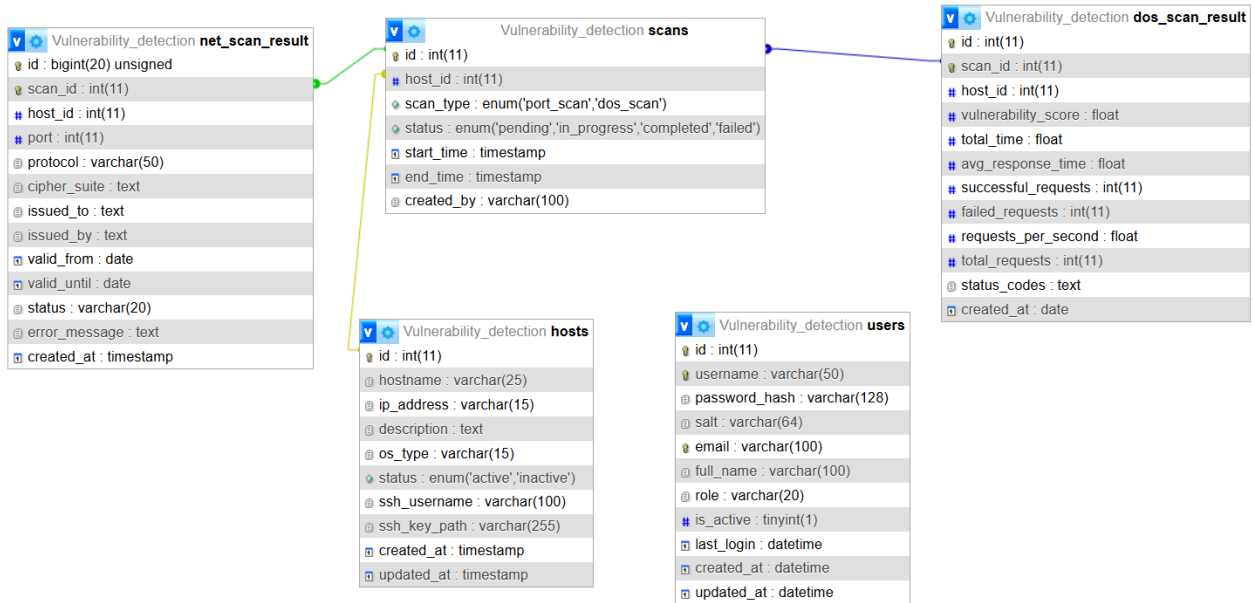 Vulnerability_detection net_scan_result
id : bigint(20) unsigned
scan_id : int(11)
host_id : int(11)
port : int(11)
protocol : varchar(50)
cipher_suite : text
issued_to : text
issued_by : text
valid_from : date
valid_until : date
status : varchar(20)
error_message : text
created_at : timestamp
Vulnerability_detection scans
id : int(11)
host_id : int(11)
scan_type : enum('port_scan','dos_scan')
status : enum('pending','in_progress','completed','failed')
start_time : timestamp
end_time : timestamp
created_by : varchar(100)
Vulnerability_detection dos_scan_result
id : int(11)
scan_id : int(11)
host_id : int(11)
vulnerability_score : float
total_time : float
avg_response_time : float
successful_requests : int(11)
failed_requests : int(11)
requests_per_second : float
total_requests : int(11)
status_codes : text
created_at : date
Vulnerability_detection hosts
id : int(11)
hostname : varchar(25)
ip_address : varchar(15)
description : text
os_type : varchar(15)
status : enum('active','inactive')
ssh_username : varchar(100)
ssh_key_path : varchar(255)
created_at : timestamp
updated_at : timestamp
Vulnerability_detection users
id : int(11)
username : varchar(50)
password_hash : varchar(128)
salt : varchar(64)
email : varchar(100)
full_name : varchar(100)
role : varchar(20)
is_active : tinyint(1)
last_login : datetime
created_at : datetime
updated_at : datetime